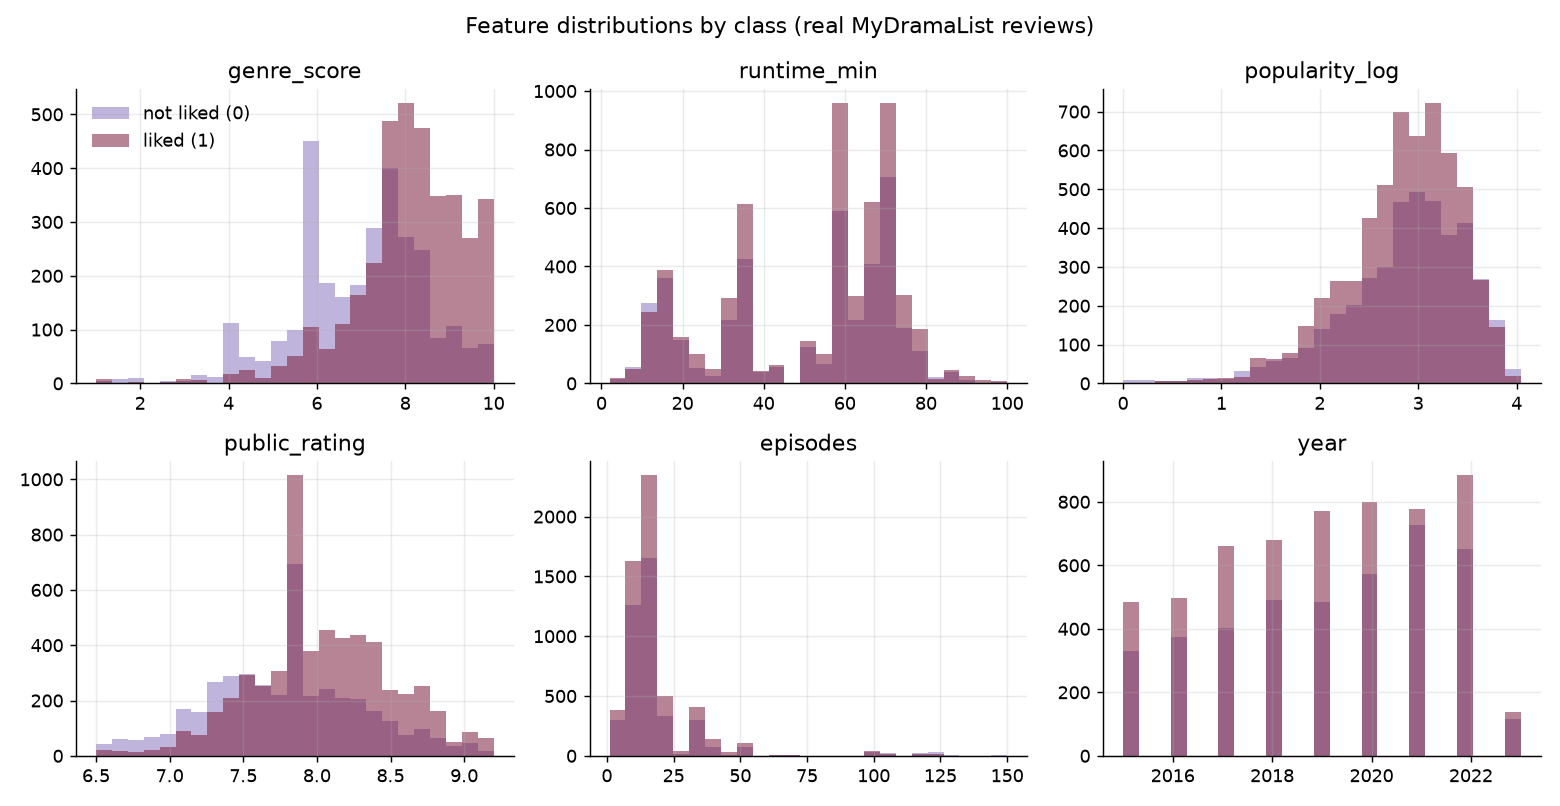 Feature distributions by class (real MyDramaList reviews)
genre_score
not liked (0)
liked (1)
500
400
300
200
100
0
2 4 6 8 10
runtime_min
1000
800
600
400
200
0
0 20 40 60 80 100
popularity_log
700
600
500
400
300
200
100
0
0 1 2 3 4
public_rating
1000
800
600
400
200
0
6.5 7.0 7.5 8.0 8.5 9.0
episodes
2000
1500
1000
500
0
0 25 50 75 100 125 150
year
800
600
400
200
0
2016 2018 2020 2022